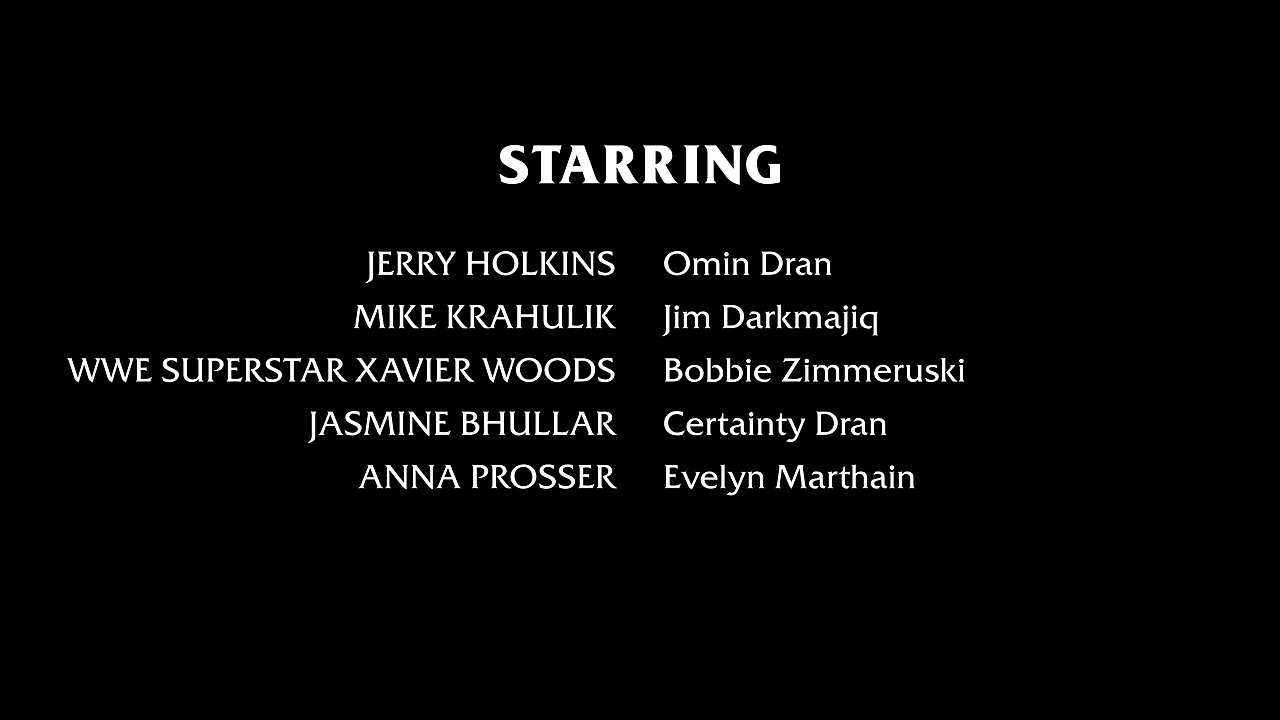 STARRING
JERRY HOLKINS Omin Dran
MIKE KRAHULIK Jim Darkmajiq
WWE SUPERSTAR XAVIER WOODS Bobbie Zimmeruski
JASMINE BHULLAR Certainty Dran
ANNA PROSSER Evelyn Marthain